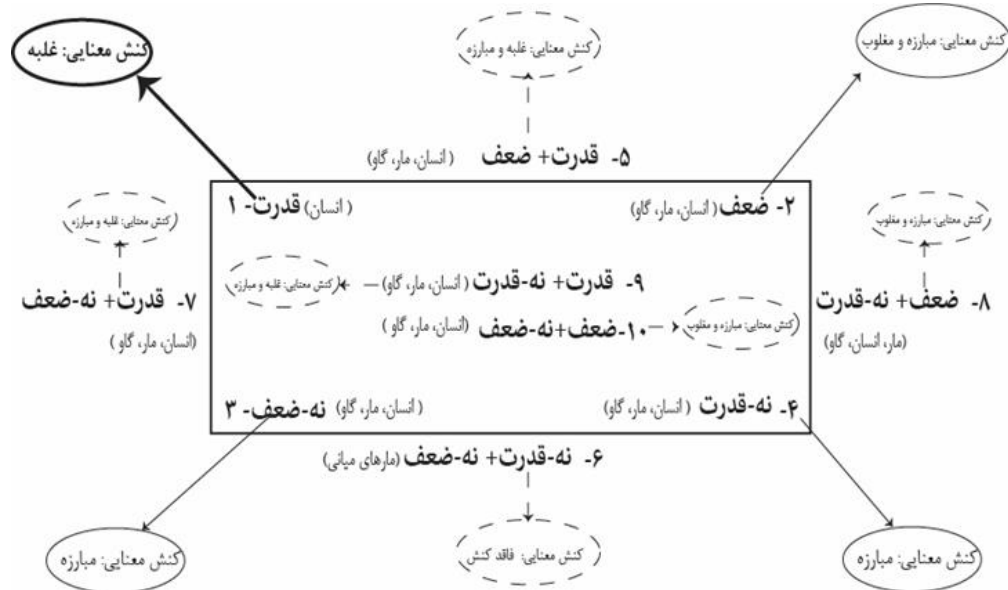 کنش معنایی: مبارزه و مغلوب
کنش معنایی: غلبه و مبارزه
کنش معنایی: غلبه
۵- قدرت+ ضعف (انسان، مار، گاو)
۲- ضعف (انسان، مار، گاو)
(انسان) قدرت- ۱
کنش معنایی: مبارزه و مغلوب
کنش معنایی: غلبه و مبارزه
۹- قدرت+ نه-قدرت (انسان، مار، گاو)
کنش معنایی: غلبه و مبارزه
۸- ضعف+ نه-قدرت
(مار، انسان، گاو)
۷- قدرت+ نه-ضعف
(انسان، مار، گاو)
۱۰-ضعف+نه-ضعف (انسان، مار، گاو)
کنش معنایی: مبارزه و مغلوب
۴- نه-قدرت (انسان، مار، گاو)
(انسان، مار، گاو) نه-ضعف- ۳
۶- نه-قدرت+ نه-ضعف (مارهای میانی)
کنش معنایی: مبارزه
کنش معنایی: فاقد کنش
کنش معنایی: مبارزه